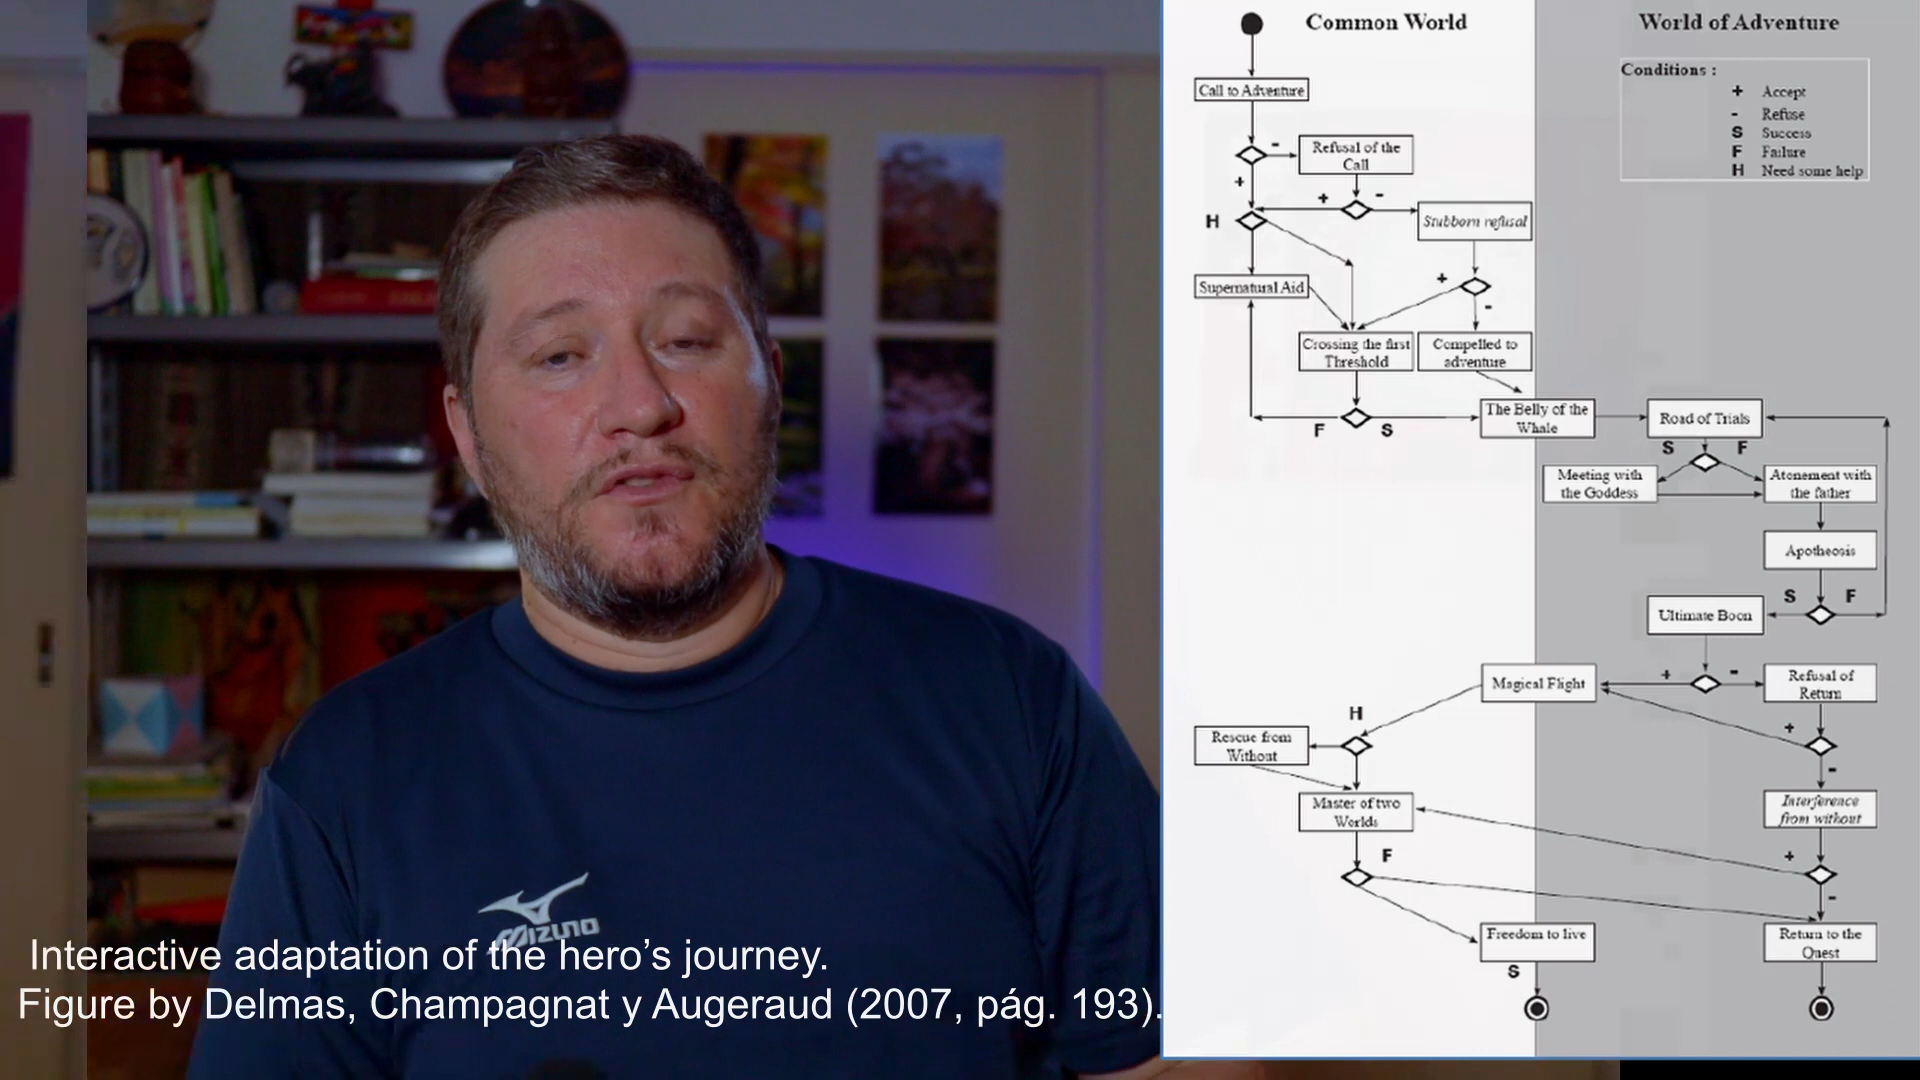 Common World
World of Adventure
Conditions :
+ Accept
- Refuse
S Success
F Failure
H Need some help
Call to Adventure
-
Refusal of the
Call
+
+
-
H
Stubborn refusal
Supernatural Aid
+
-
Crossing the first
Threshold
Compelled to
adventure
F
S
The Belly of the
Whale
Road of Trials
S
F
Meeting with
the Goddess
Atonement with
the father
Apotheosis
S
F
Ultimate Boon
+
-
Magical Flight
Refusal of
Return
H
+
-
Rescue from
Without
Master of two
Worlds
Interference
from without
F
+
-
Freedom to live
Return to the
Quest
S
MIZUNO
Interactive adaptation of the hero’s journey.
Figure by Delmas, Champagnat y Augeraud (2007, pág. 193).